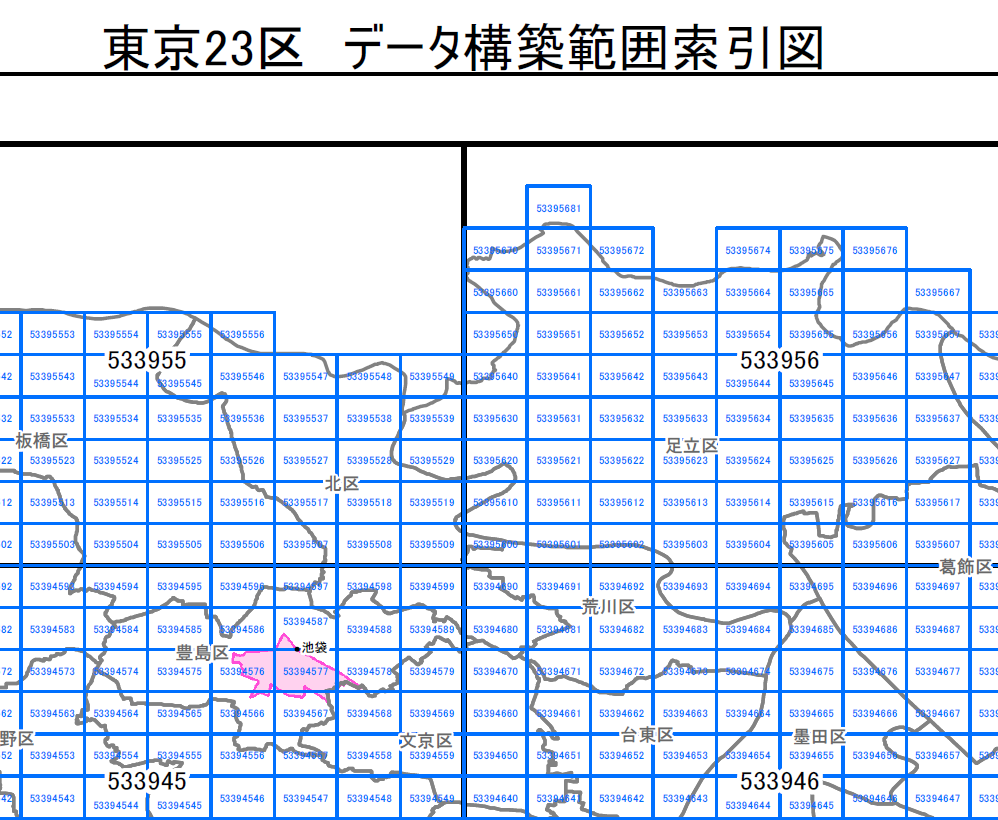 東京23区 データ構築範囲索引図
53395681
53395670 53395671 53395672 53395674 53395675 53395676
53395660 53395661 53395662 53395663 53395664 53395665 53395667
52 53395553 53395554 53395555 53395556 53395650 53395651 53395652 53395653 53395654 53395655 53395656 53395657 5339
533955 533956
42 53395543 53395544 53395545 53395546 53395547 53395548 53395549 53395640 53395641 53395642 53395643 53395644 53395645 53395646 53395647 5339
32 53395533 53395534 53395535 53395536 53395537 53395538 53395539 53395630 53395631 53395632 53395633 53395634 53395635 53395636 53395637 5339
板橋区 足立区
22 53395523 53395524 53395525 53395526 53395527 53395528 53395529 53395620 53395621 53395622 53395623 53395624 53395625 53395626 53395627 5339
北区
12 53395513 53395514 53395515 53395516 53395517 53395518 53395519 53395610 53395611 53395612 53395613 53395614 53395615 53395616 53395617 5339
02 53395503 53395504 53395505 53395506 53395507 53395508 53395509 53395600 53395601 53395602 53395603 53395604 53395605 53395606 53395607 5339
葛飾区
92 53394593 53394594 53394595 53394596 53394597 53394598 53394599 53394690 53394691 53394692 53394693 53394694 53394695 53394696 53394697 5339
荒川区
82 53394583 53394584 53394585 53394586 53394587 53394588 53394589 53394680 53394681 53394682 53394683 53394684 53394685 53394686 53394687 5339
豊島区 池袋
72 53394573 53394574 53394575 53394576 53394577 53394578 53394579 53394670 53394671 53394672 53394673 53394674 53394675 53394676 53394677 5339
62 53394563 53394564 53394565 53394566 53394567 53394568 53394569 53394660 53394661 53394662 53394663 53394664 53394665 53394666 53394667 5339
野区 文京区 台東区 墨田区
52 53394553 53394554 53394555 53394556 53394557 53394558 53394559 53394650 53394651 53394652 53394653 53394654 53394655 53394656 53394657 5339
533945 533946
42 53394543 53394544 53394545 53394546 53394547 53394548 53394549 53394640 53394641 53394642 53394643 53394644 53394645 53394646 53394647 5339